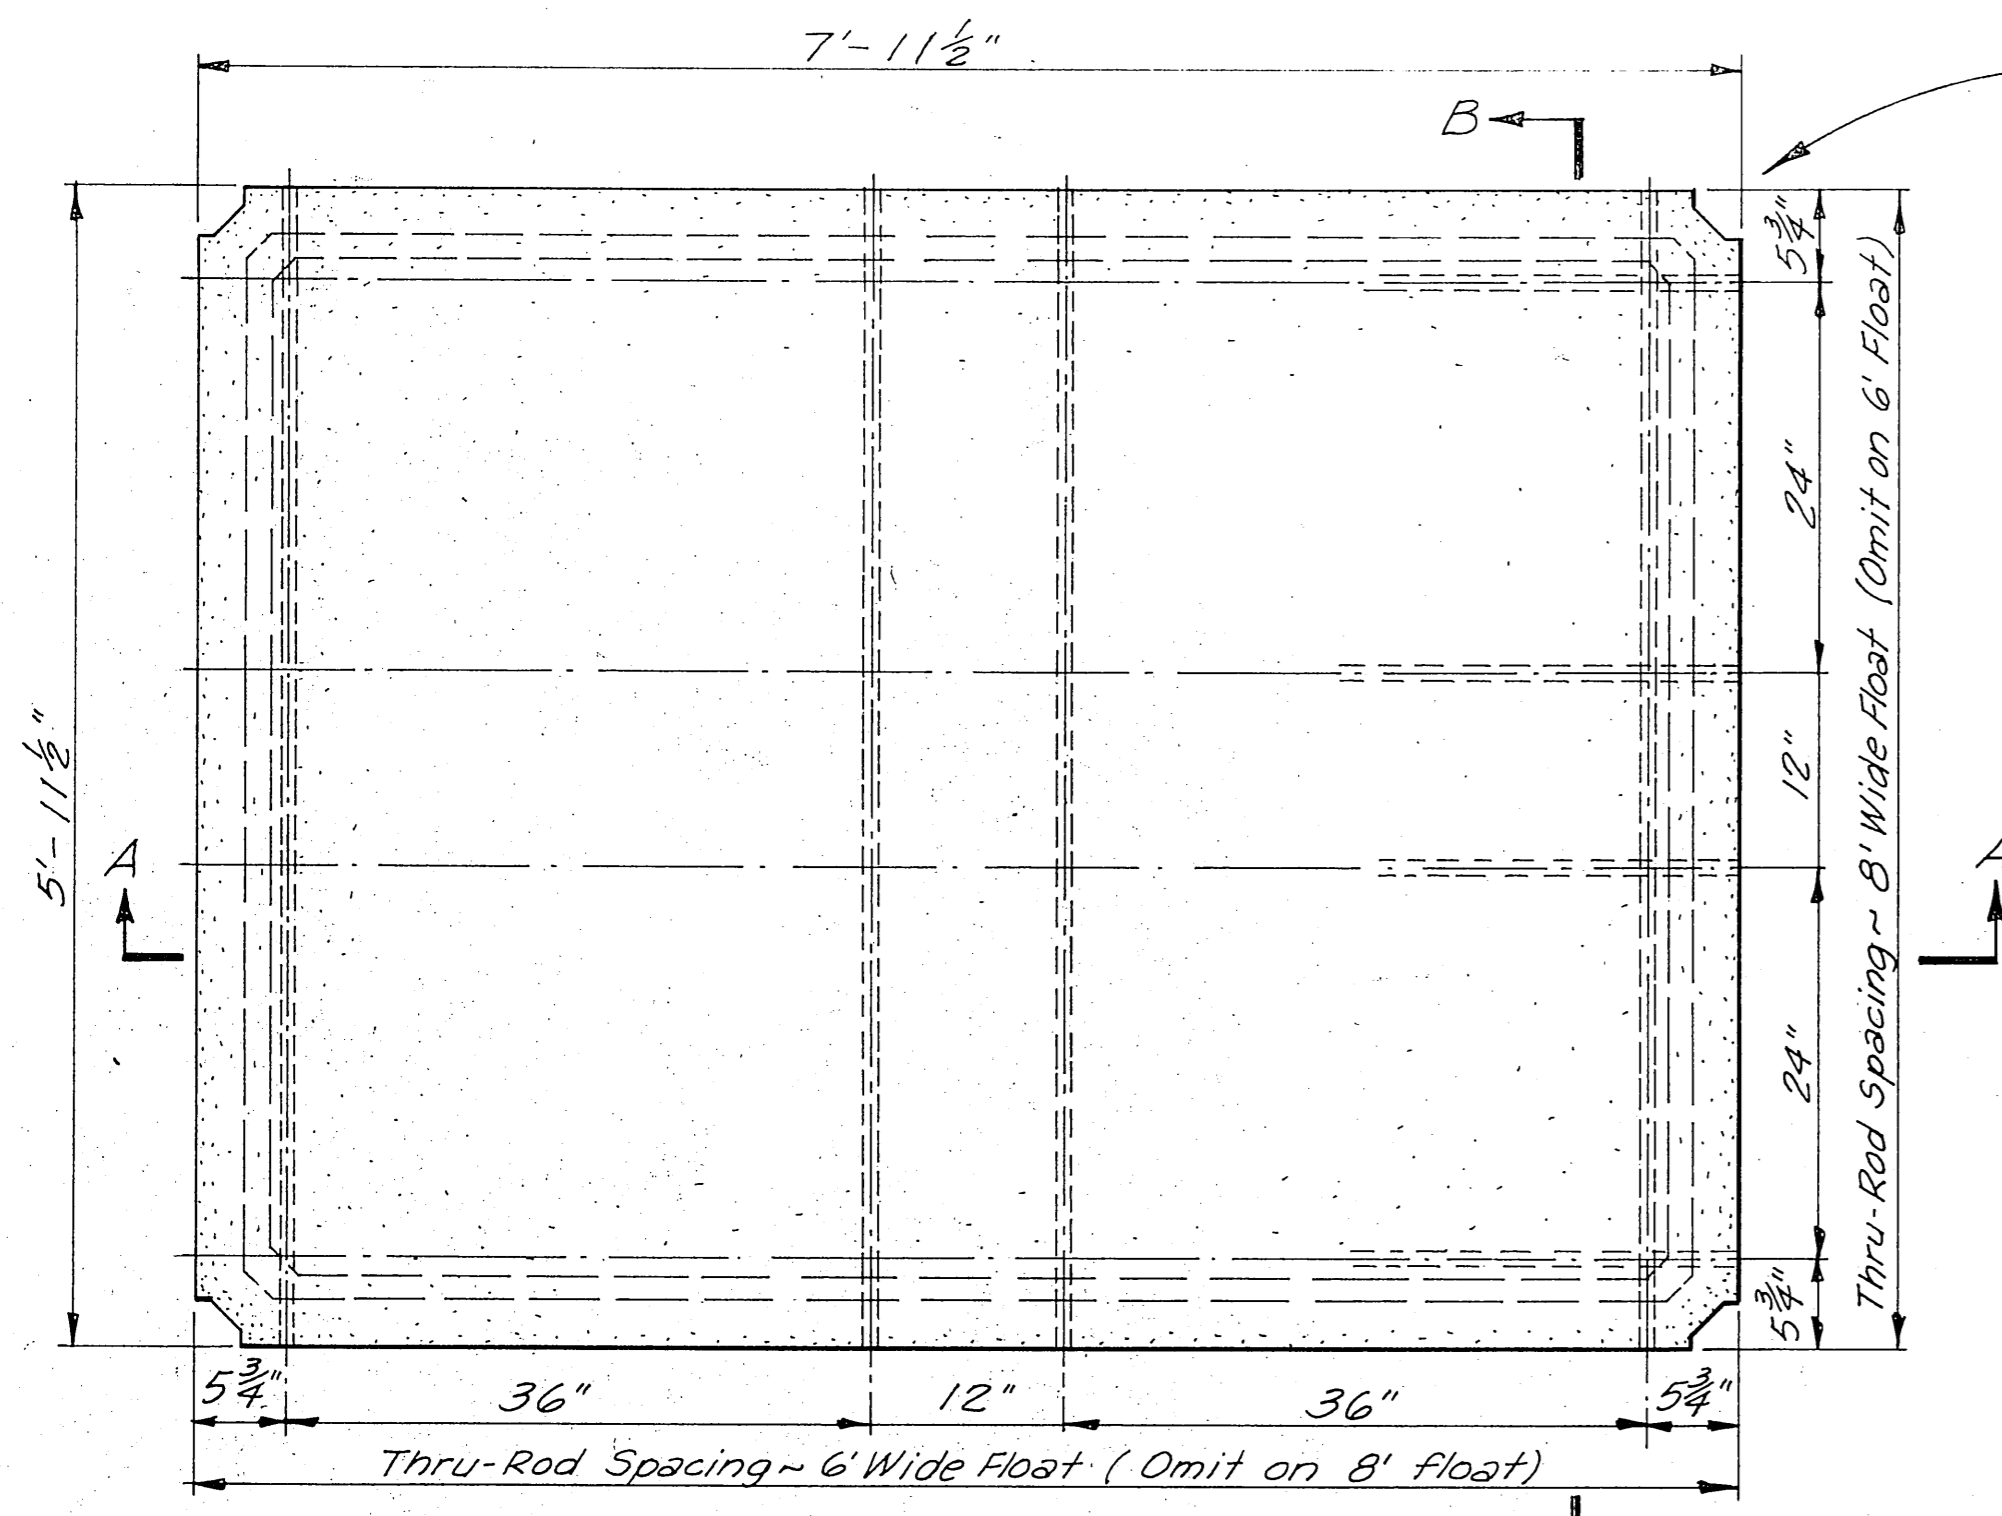 7'-11½"
B
5¾"
24"
12"
24"
5¾"
Thru-Rod Spacing ~ 8' Wide Float (Omit on 6' Float)
5'-11½"
A
A
5¾"
36"
12"
36"
5¾"
Thru-Rod Spacing ~ 6' Wide Float (Omit on 8' float)